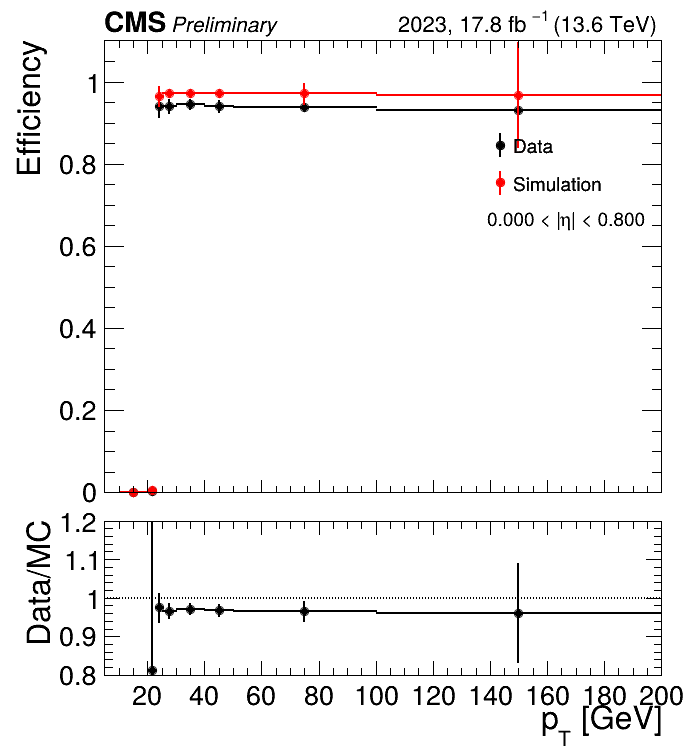 CMS Preliminary 2023, 17.8 fb⁻¹ (13.6 TeV)
Efficiency
1
0.8
0.6
0.4
0.2
0
Data
Simulation
0.000 < |η| < 0.800
Data/MC
1.2
1.1
1
0.9
0.8
20 40 60 80 100 120 140 160 180 200
p_T [GeV]